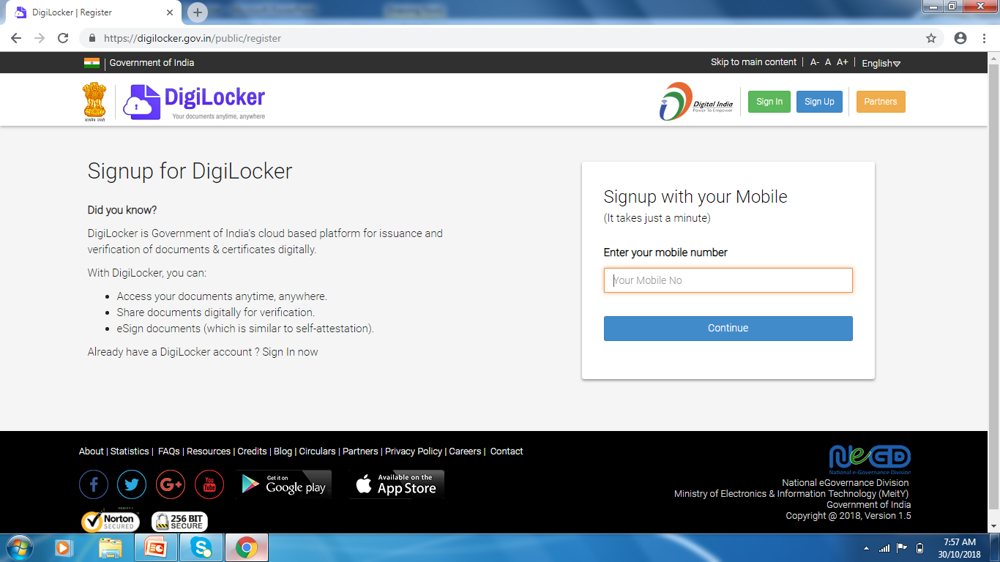 DigiLocker | Register
https://digilocker.gov.in/public/register
Government of India
Skip to main content | A- A A+ | English
सत्यमेव जयते
DigiLocker
Your documents anytime, anywhere
Digital India
Power To Empower
Sign In
Sign Up
Partners
Signup for DigiLocker
Did you know?
DigiLocker is Government of India's cloud based platform for issuance and
verification of documents & certificates digitally.
With DigiLocker, you can:
Access your documents anytime, anywhere.
Share documents digitally for verification.
eSign documents (which is similar to self-attestation).
Already have a DigiLocker account ? Sign In now
Signup with your Mobile
(It takes just a minute)
Enter your mobile number
Your Mobile No
Continue
About | Statistics | FAQs | Resources | Credits | Blog | Circulars | Partners | Privacy Policy | Careers | Contact
Get it on
Google play
Available on the
App Store
VERIFY
Norton
SECURED
256 BIT
SECURE
NeGD
National e-Governance Division
National eGovernance Division
Ministry of Electronics & Information Technology (MeitY)
Government of India
Copyright @ 2018, Version 1.5
7:57 AM
30/10/2018